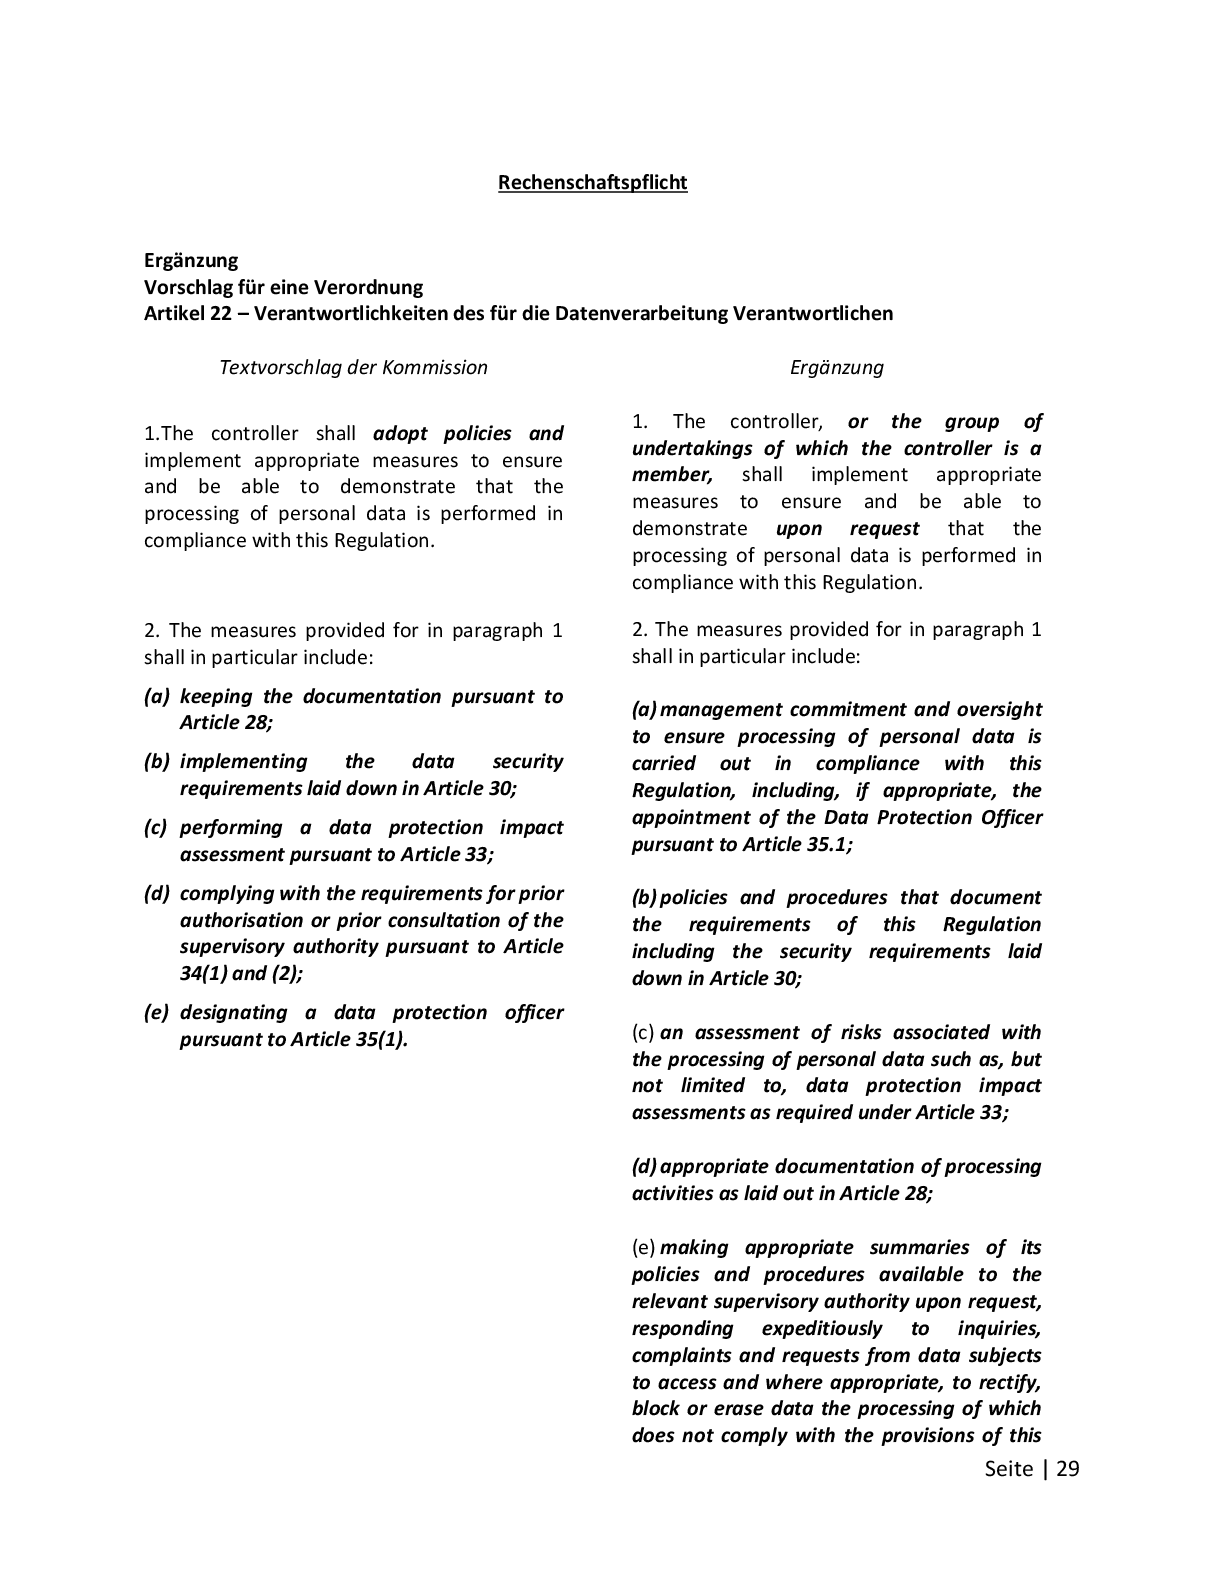 Rechenschaftspflicht
Ergänzung
Vorschlag für eine Verordnung
Artikel 22 – Verantwortlichkeiten des für die Datenverarbeitung Verantwortlichen
Textvorschlag der Kommission
1.The controller shall adopt policies and
implement appropriate measures to ensure
and be able to demonstrate that the
processing of personal data is performed in
compliance with this Regulation.
2. The measures provided for in paragraph 1
shall in particular include:
(a) keeping the documentation pursuant to
Article 28;
(b) implementing the data security
requirements laid down in Article 30;
(c) performing a data protection impact
assessment pursuant to Article 33;
(d) complying with the requirements for prior
authorisation or prior consultation of the
supervisory authority pursuant to Article
34(1) and (2);
(e) designating a data protection officer
pursuant to Article 35(1).
Ergänzung
1. The controller, or the group of
undertakings of which the controller is a
member, shall implement appropriate
measures to ensure and be able to
demonstrate upon request that the
processing of personal data is performed in
compliance with this Regulation.
2. The measures provided for in paragraph 1
shall in particular include:
(a) management commitment and oversight
to ensure processing of personal data is
carried out in compliance with this
Regulation, including, if appropriate, the
appointment of the Data Protection Officer
pursuant to Article 35.1;
(b) policies and procedures that document
the requirements of this Regulation
including the security requirements laid
down in Article 30;
(c) an assessment of risks associated with
the processing of personal data such as, but
not limited to, data protection impact
assessments as required under Article 33;
(d) appropriate documentation of processing
activities as laid out in Article 28;
(e) making appropriate summaries of its
policies and procedures available to the
relevant supervisory authority upon request,
responding expeditiously to inquiries,
complaints and requests from data subjects
to access and where appropriate, to rectify,
block or erase data the processing of which
does not comply with the provisions of this
Seite | 29